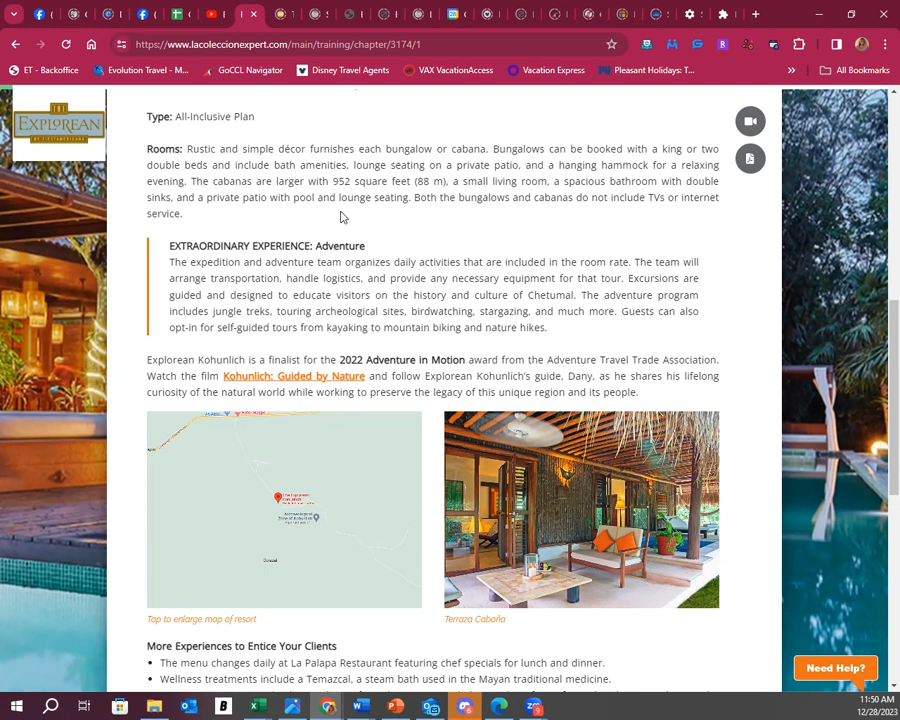 https://www.lacoleccionexpert.com/main/training/chapter/3174/1
ET - Backoffice
Evolution Travel - M...
GoCCL Navigator
Disney Travel Agents
VAX VacationAccess
Vacation Express
Pleasant Holidays: T...
All Bookmarks
THE
EXPLOREAN
Type: All-Inclusive Plan
Rooms: Rustic and simple décor furnishes each bungalow or cabana. Bungalows can be booked with a king or two
double beds and include bath amenities, lounge seating on a private patio, and a hanging hammock for a relaxing
evening. The cabanas are larger with 952 square feet (88 m), a small living room, a spacious bathroom with double
sinks, and a private patio with pool and lounge seating. Both the bungalows and cabanas do not include TVs or internet
service.
EXTRAORDINARY EXPERIENCE: Adventure
The expedition and adventure team organizes daily activities that are included in the room rate. The team will
arrange transportation, handle logistics, and provide any necessary equipment for that tour. Excursions are
guided and designed to educate visitors on the history and culture of Chetumal. The adventure program
includes jungle treks, touring archeological sites, birdwatching, stargazing, and much more. Guests can also
opt-in for self-guided tours from kayaking to mountain biking and nature hikes.
Explorean Kohunlich is a finalist for the 2022 Adventure in Motion award from the Adventure Travel Trade Association.
Watch the film Kohunlich: Guided by Nature and follow Explorean Kohunlich's guide, Dany, as he shares his lifelong
curiosity of the natural world while working to preserve the legacy of this unique region and its people.
Tap to enlarge map of resort
Terraza Cabaña
More Experiences to Entice Your Clients
• The menu changes daily at La Palapa Restaurant featuring chef specials for lunch and dinner.
• Wellness treatments include a Temazcal, a steam bath used in the Mayan traditional medicine.
Need Help?
11:50 AM
12/28/2023